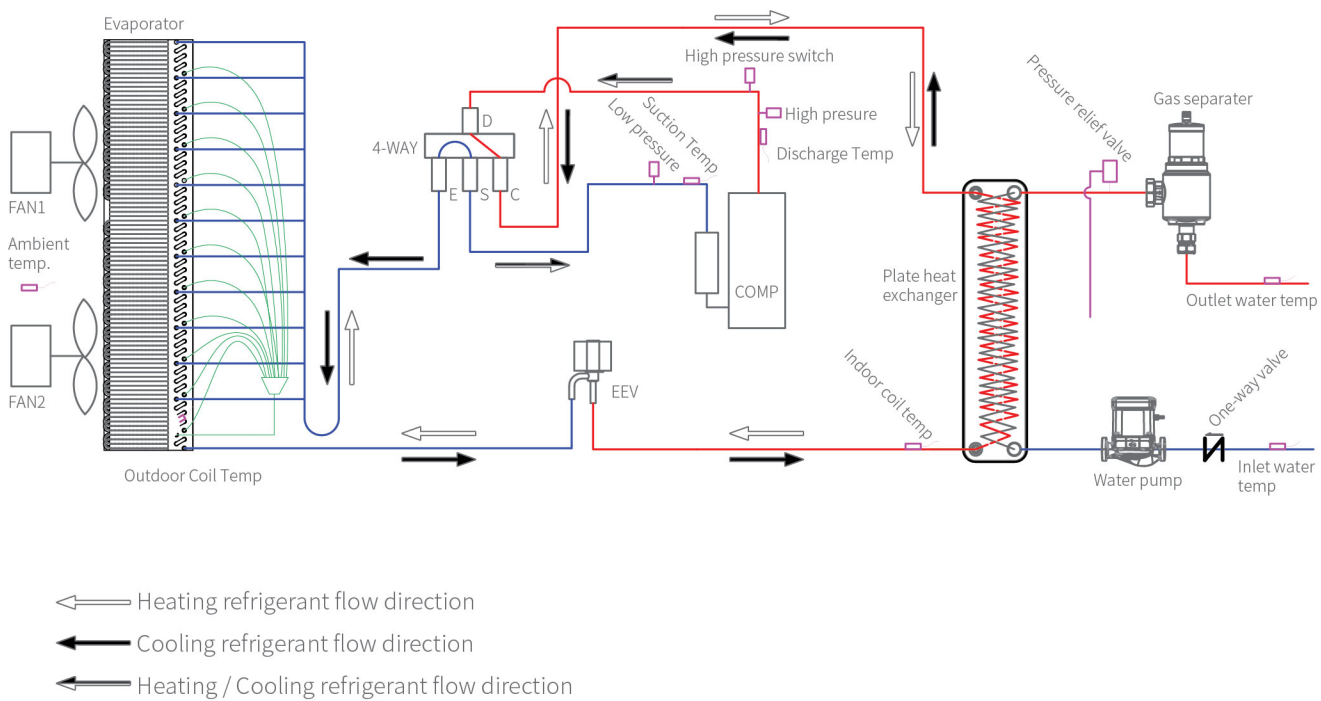 Evaporator
High pressure switch
Suction Temp
Low pressure
High presure
Discharge Temp
Pressure relief valve
Gas separater
D
4-WAY
E
S
C
FAN1
Ambient
temp.
COMP
Plate heat
exchanger
Outlet water temp
FAN2
EEV
Indoor coil temp
One-way valve
Outdoor Coil Temp
Water pump
Inlet water
temp
Heating refrigerant flow direction
Cooling refrigerant flow direction
Heating / Cooling refrigerant flow direction